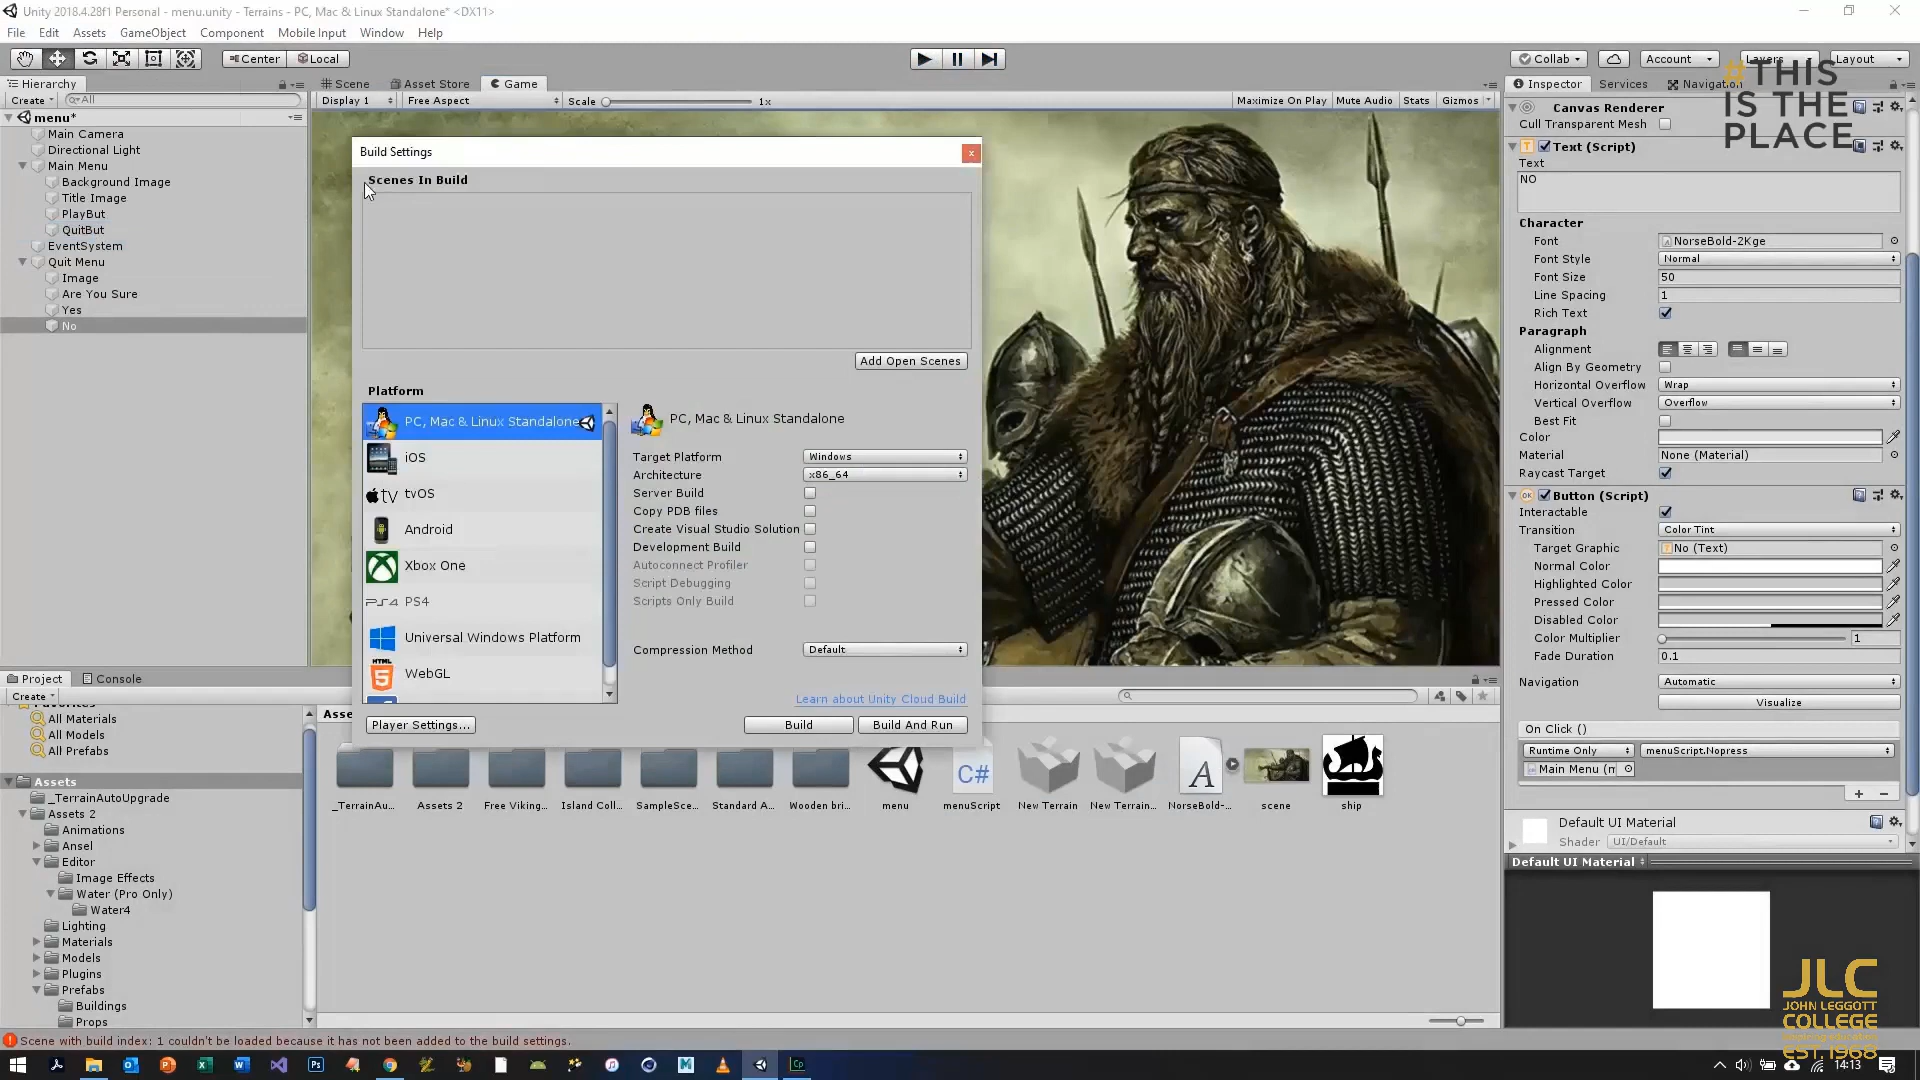 Unity 2018.4.28f1 Personal - menu.unity - Terrains - PC, Mac & Linux Standalone* <DX11>
File Edit Assets GameObject Component Mobile Input Window Help
Center Local
Collab Account Layers Layout
Hierarchy
Create All
menu*
Main Camera
Directional Light
Main Menu
Background Image
Title Image
PlayBut
QuitBut
EventSystem
Quit Menu
Image
Are You Sure
Yes
No
Scene Asset Store Game
Display 1 Free Aspect Scale 1x
Maximize On Play Mute Audio Stats Gizmos
Build Settings
Scenes In Build
Add Open Scenes
Platform
PC, Mac & Linux Standalone
iOS
tv tvOS
Android
Xbox One
PS4 PS4
Universal Windows Platform
HTML
5 WebGL
PC, Mac & Linux Standalone
Target Platform Windows
Architecture x86_64
Server Build
Copy PDB files
Create Visual Studio Solution
Development Build
Autoconnect Profiler
Script Debugging
Scripts Only Build
Compression Method Default
Learn about Unity Cloud Build
Player Settings... Build Build And Run
Inspector Services Navigation
#THIS
IS THE
PLACE
Canvas Renderer
Cull Transparent Mesh
Text (Script)
Text
NO
Character
Font NorseBold-2Kge
Font Style Normal
Font Size 50
Line Spacing 1
Rich Text
Paragraph
Alignment
Align By Geometry
Horizontal Overflow Wrap
Vertical Overflow Overflow
Best Fit
Color
Material None (Material)
Raycast Target
Button (Script)
Interactable
Transition Color Tint
Target Graphic No (Text)
Normal Color
Highlighted Color
Pressed Color
Disabled Color
Color Multiplier 1
Fade Duration 0.1
Navigation Automatic
Visualize
On Click ()
Runtime Only menuScript.Nopress
Main Menu (m
Default UI Material
Shader UI/Default
Default UI Material
Project Console
Create
Favorites
All Materials
All Models
All Prefabs
Assets
_TerrainAutoUpgrade
Assets 2
Animations
Ansel
Editor
Image Effects
Water (Pro Only)
Water4
Lighting
Materials
Models
Plugins
Prefabs
Buildings
Props
Asse
_TerrainAu... Assets 2 Free Viking... Island Coll... SampleSce... Standard A... Wooden bri... menu menuScript New Terrain New Terrain... NorseBold-... scene ship
C#
A
Scene with build index: 1 couldn't be loaded because it has not been added to the build settings.
JLC
JOHN LEGGOTT
COLLEGE
EST.1968
14:13